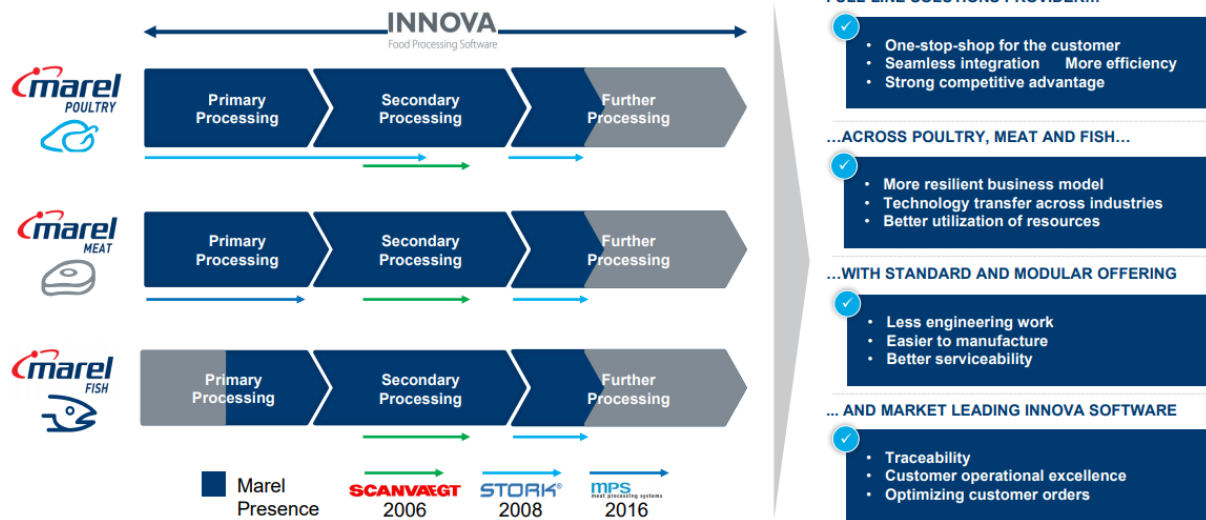 INNOVA
Food Processing Software
marel
POULTRY
Primary
Processing
Secondary
Processing
Further
Processing
marel
MEAT
Primary
Processing
Secondary
Processing
Further
Processing
marel
FISH
Primary
Processing
Secondary
Processing
Further
Processing
Marel
Presence
SCANVAEGT
2006
STORK®
2008
mps
meat processing systems
2016
FULL-LINE SOLUTIONS PROVIDER...
• One-stop-shop for the customer
• Seamless integration More efficiency
• Strong competitive advantage
...ACROSS POULTRY, MEAT AND FISH...
• More resilient business model
• Technology transfer across industries
• Better utilization of resources
...WITH STANDARD AND MODULAR OFFERING
• Less engineering work
• Easier to manufacture
• Better serviceability
... AND MARKET LEADING INNOVA SOFTWARE
• Traceability
• Customer operational excellence
• Optimizing customer orders